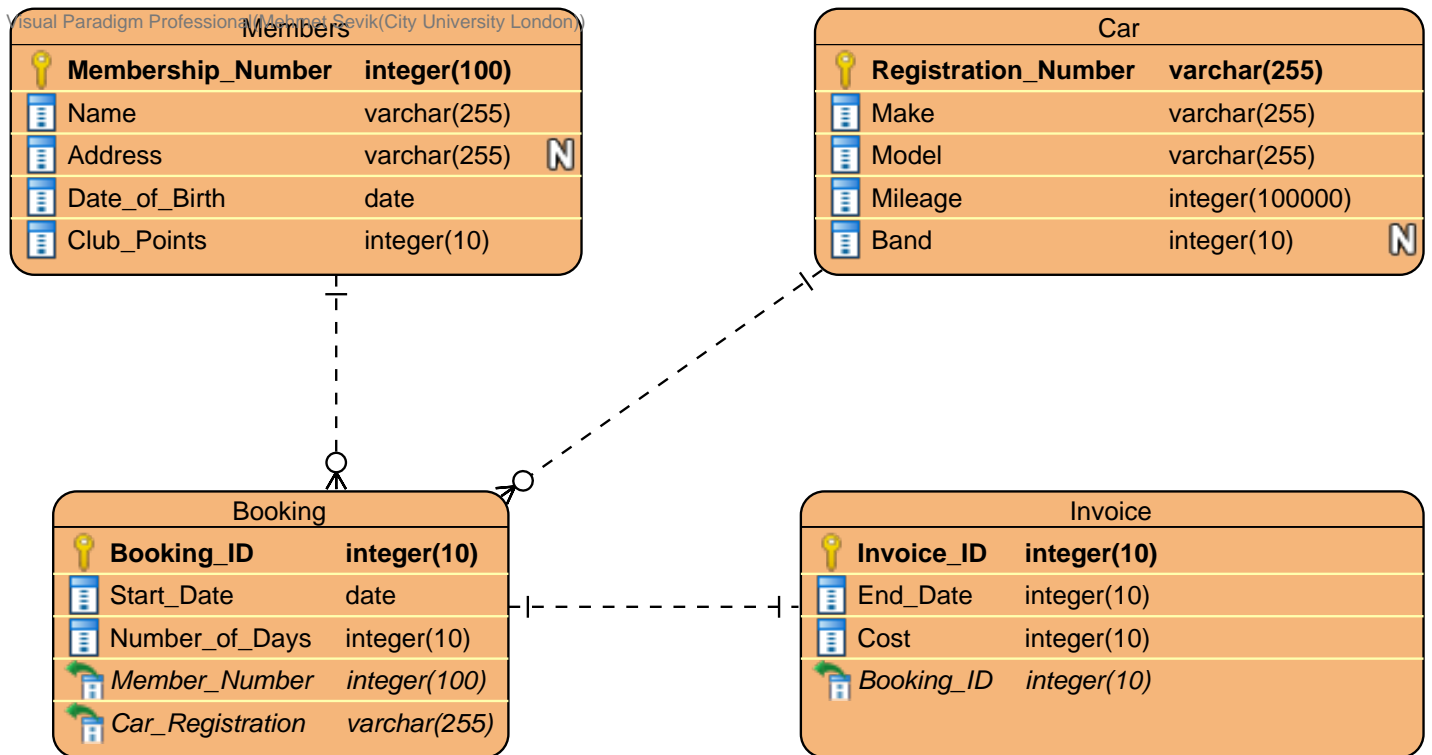 Visual Paradigm Professional(Mehmet Sevik(City University London))
Members
Membership_Number integer(100)
Name varchar(255)
Address varchar(255) N
Date_of_Birth date
Club_Points integer(10)
Car
Registration_Number varchar(255)
Make varchar(255)
Model varchar(255)
Mileage integer(100000)
Band integer(10) N
Booking
Booking_ID integer(10)
Start_Date date
Number_of_Days integer(10)
Member_Number integer(100)
Car_Registration varchar(255)
Invoice
Invoice_ID integer(10)
End_Date integer(10)
Cost integer(10)
Booking_ID integer(10)